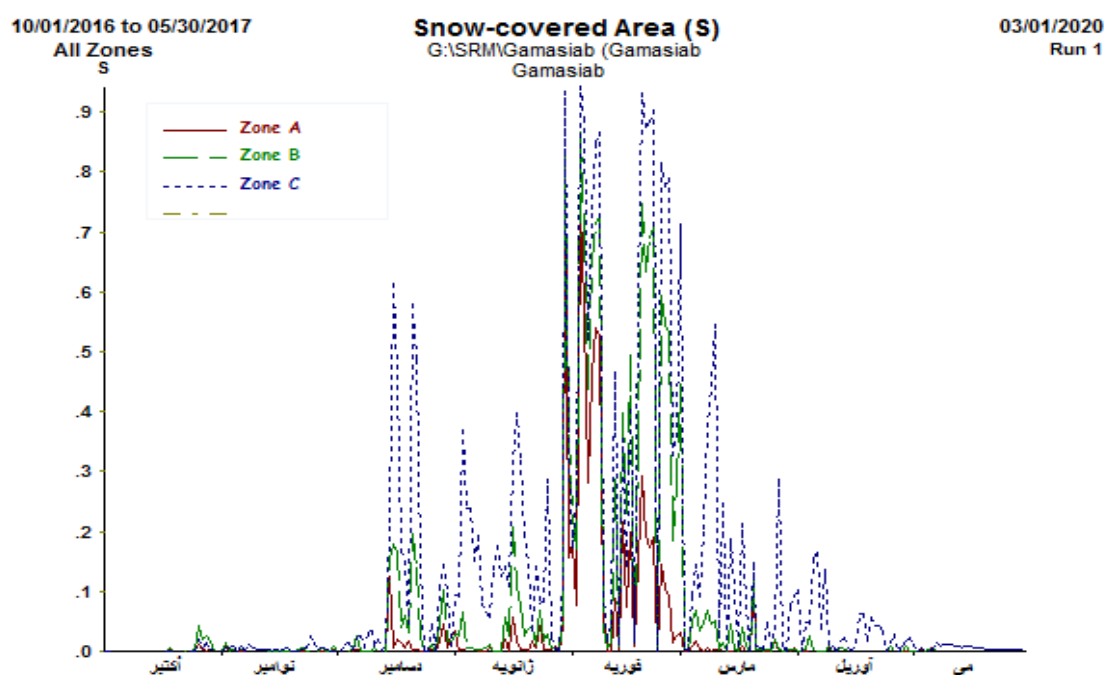 10/01/2016 to 05/30/2017
All Zones
Snow-covered Area (S)
G:\SRM\Gamasiab (Gamasiab
Gamasiab
03/01/2020
Run 1
S
.9
.8
.7
.6
.5
.4
.3
.2
.1
.0
Zone A
Zone B
Zone C
اکتبر نوامبر دسامبر ژانویه فوریه مارس آوریل می